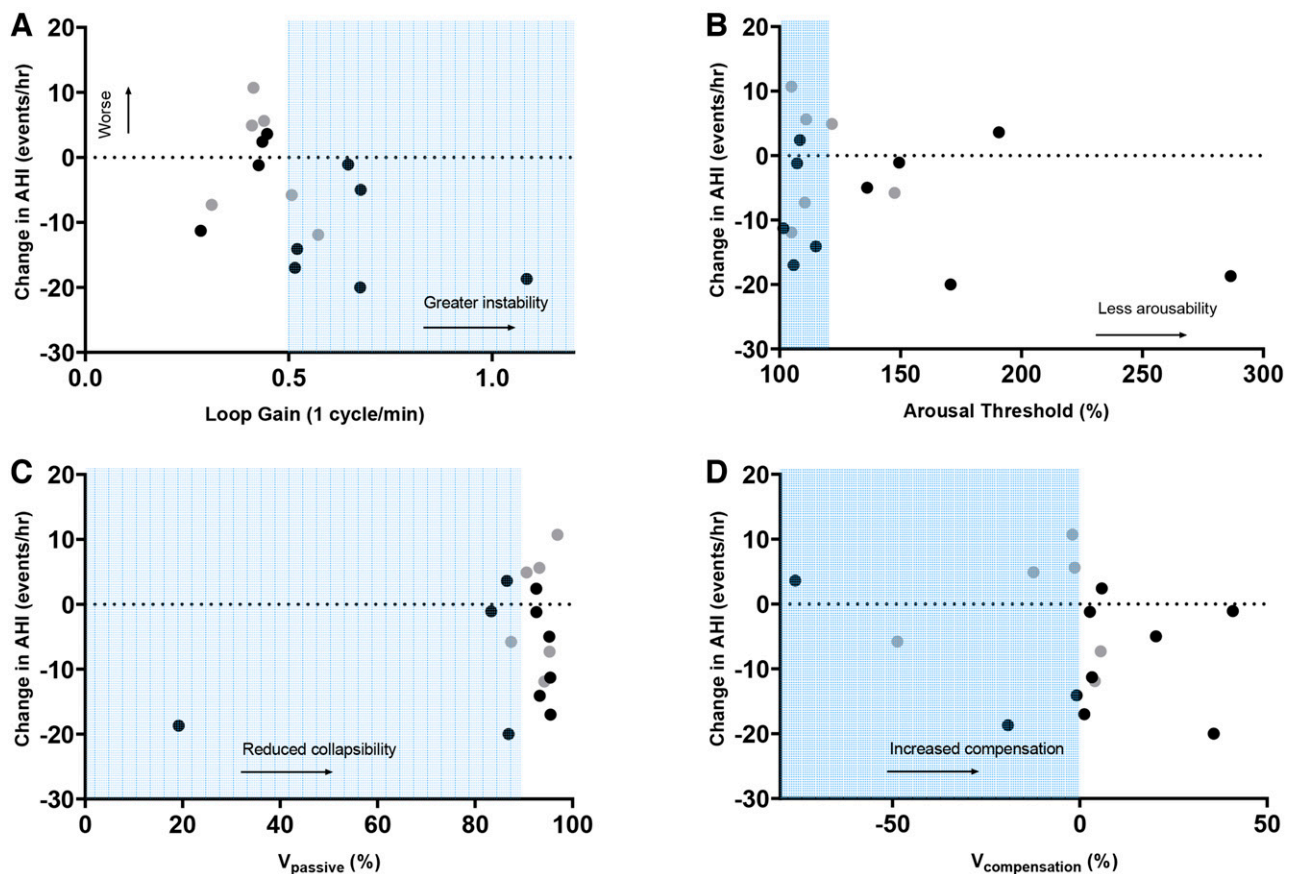 A
20
10
0
-10
-20
-30
Change in AHI (events/hr)
Worse
Greater instability
0.0 0.5 1.0
Loop Gain (1 cycle/min)
B
20
10
0
-10
-20
-30
Change in AHI (events/hr)
Less arousability
100 150 200 250 300
Arousal Threshold (%)
C
20
10
0
-10
-20
-30
Change in AHI (events/hr)
Reduced collapsibility
0 20 40 60 80 100
Vpassive (%)
D
20
10
0
-10
-20
-30
Change in AHI (events/hr)
Increased compensation
-50 0 50
Vcompensation (%)